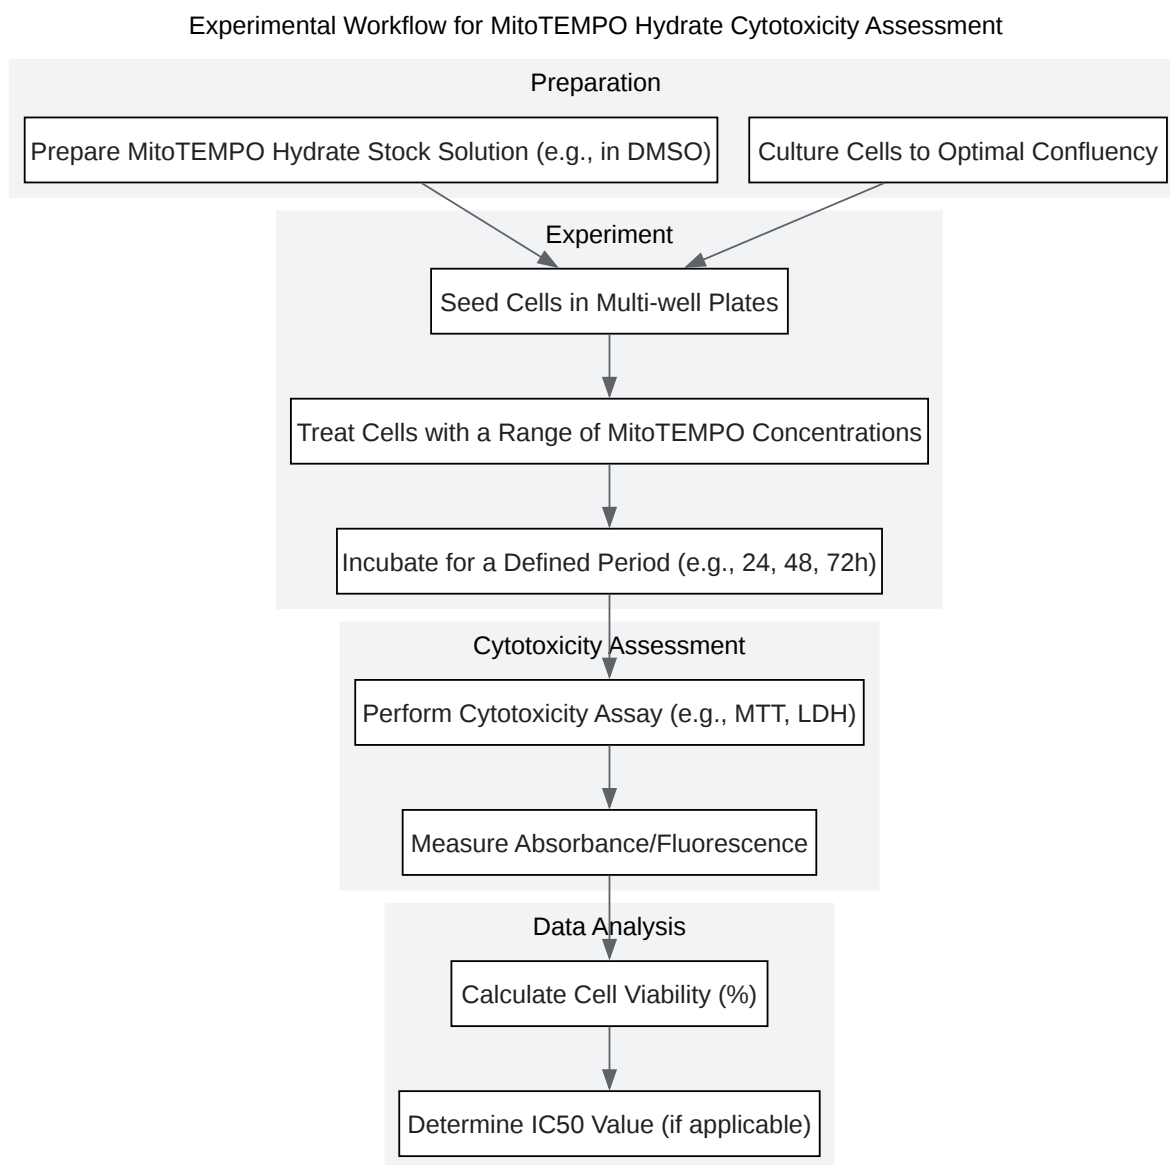 Experimental Workflow for MitoTEMPO Hydrate Cytotoxicity Assessment
Preparation
Prepare MitoTEMPO Hydrate Stock Solution (e.g., in DMSO)
Culture Cells to Optimal Confluency
Experiment
Seed Cells in Multi-well Plates
Treat Cells with a Range of MitoTEMPO Concentrations
Incubate for a Defined Period (e.g., 24, 48, 72h)
Cytotoxicity Assessment
Perform Cytotoxicity Assay (e.g., MTT, LDH)
Measure Absorbance/Fluorescence
Data Analysis
Calculate Cell Viability (%)
Determine IC50 Value (if applicable)